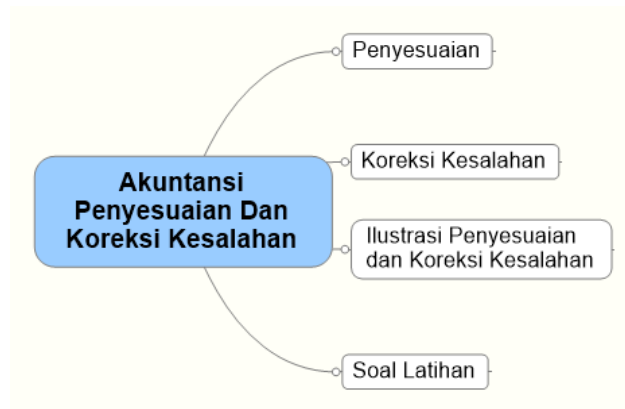 Penyesuaian
Koreksi Kesalahan
Akuntansi
Penyesuaian Dan
Koreksi Kesalahan
Ilustrasi Penyesuaian
dan Koreksi Kesalahan
Soal Latihan